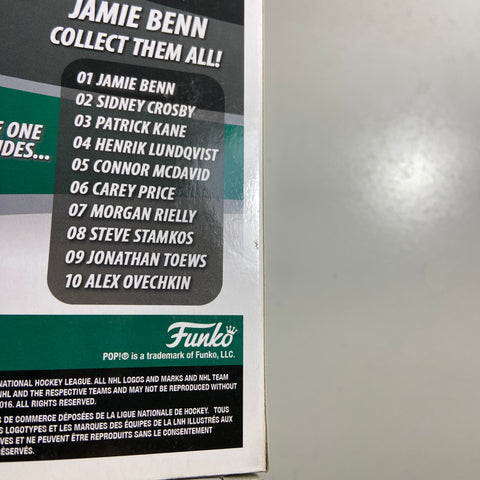 JAMIE BENN
COLLECT THEM ALL!
01 JAMIE BENN
02 SIDNEY CROSBY
03 PATRICK KANE
04 HENRIK LUNDQVIST
05 CONNOR MCDAVID
06 CAREY PRICE
07 MORGAN RIELLY
08 STEVE STAMKOS
09 JONATHAN TOEWS
10 ALEX OVECHKIN
ONE
Funko
POP!® is a trademark of Funko, LLC.
NATIONAL HOCKEY LEAGUE. ALL NHL LOGOS AND MARKS AND NHL TEAM
NHL AND THE RESPECTIVE TEAMS AND MAY NOT BE REPRODUCED WITHOUT
2016. ALL RIGHTS RESERVED.
DE COMMERCE DÉPOSÉES DE LA LIGUE NATIONALE DE HOCKEY. TOUS
LOGOTYPES ET LES MARQUES DES ÉQUIPES DE LA LNH ILLUSTRÉS AUX
ET NE PEUVENT ÊTRE REPRODUITS SANS LE CONSENTEMENT